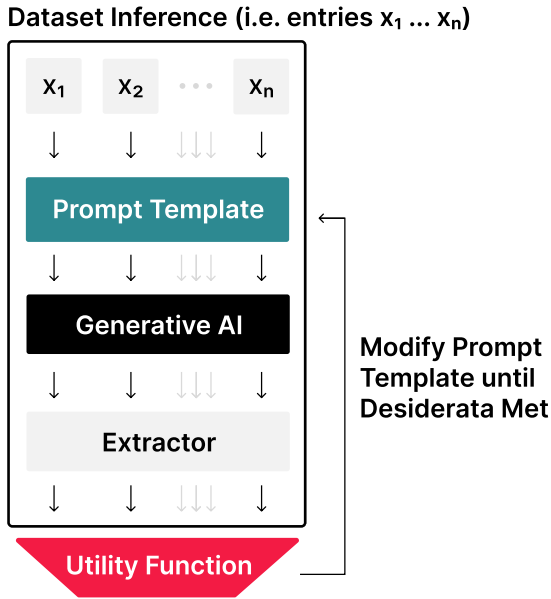 Dataset Inference (i.e. entries x₁ ... xₙ)
x₁ x₂ ... xₙ
Prompt Template
Generative AI
Modify Prompt
Template until
Desiderata Met
Extractor
Utility Function